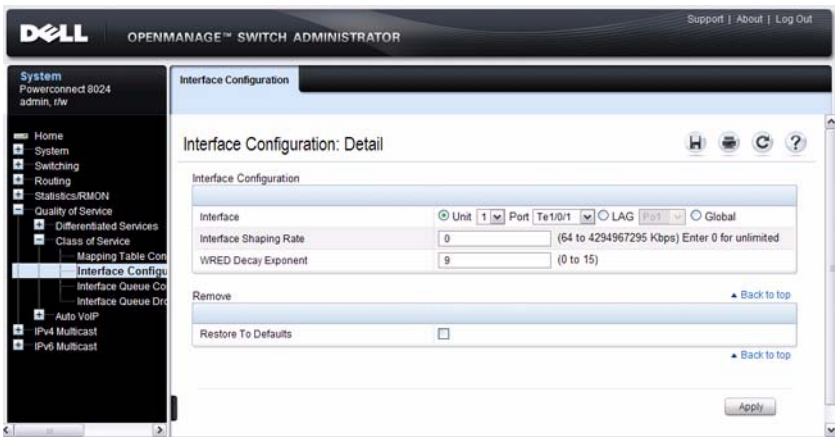 Support | About | Log Out
DELL OPENMANAGE™ SWITCH ADMINISTRATOR
System
Powerconnect 8024
admin, r/w
Interface Configuration
Home
System
Switching
Routing
Statistics/RMON
Quality of Service
Differentiated Services
Class of Service
Mapping Table Con
Interface Configu
Interface Queue Co
Interface Queue Dro
Auto VoIP
IPv4 Multicast
IPv6 Multicast
Interface Configuration: Detail
Interface Configuration
Interface Unit 1 Port Te1/0/1 LAG Po1 Global
Interface Shaping Rate 0 (64 to 4294967295 Kbps) Enter 0 for unlimited
WRED Decay Exponent 9 (0 to 15)
Back to top
Remove
Restore To Defaults
Back to top
Apply